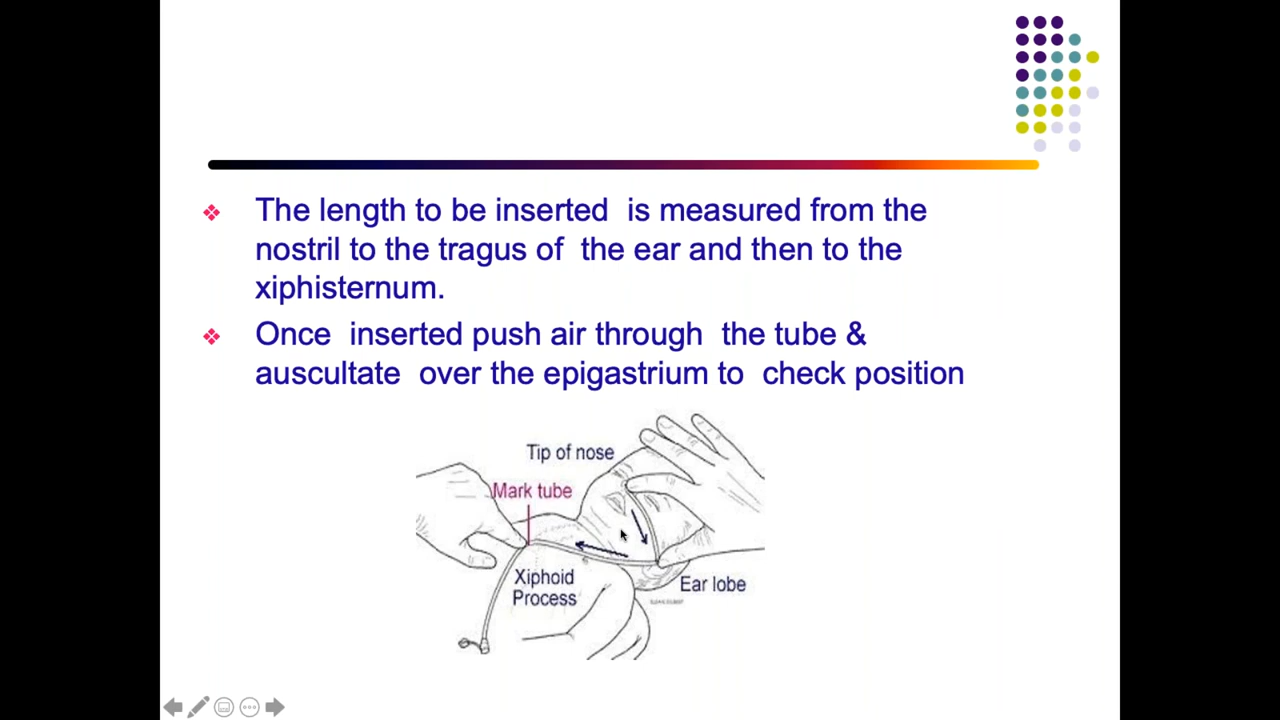 The length to be inserted is measured from the
nostril to the tragus of the ear and then to the
xiphisternum.
Once inserted push air through the tube &
auscultate over the epigastrium to check position
Tip of nose
Mark tube
Xiphoid
Process
Ear lobe